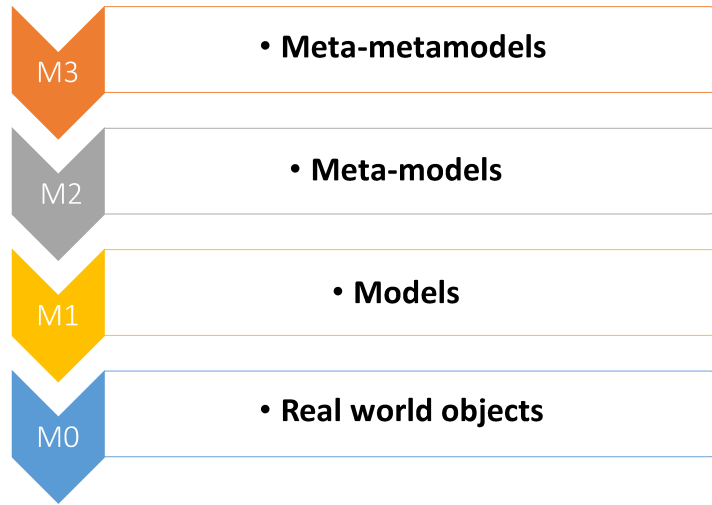 M3
• Meta-metamodels
M2
• Meta-models
M1
• Models
M0
• Real world objects